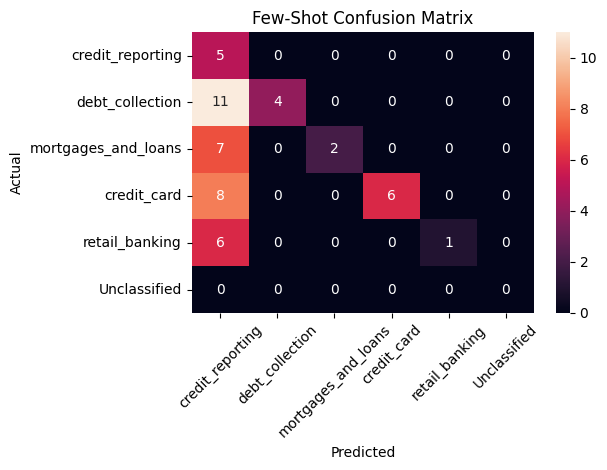 Few-Shot Confusion Matrix
Actual
credit_reporting 5 0 0 0 0 0
debt_collection 11 4 0 0 0 0
mortgages_and_loans 7 0 2 0 0 0
credit_card 8 0 0 6 0 0
retail_banking 6 0 0 0 1 0
Unclassified 0 0 0 0 0 0
credit_reporting
debt_collection
mortgages_and_loans
credit_card
retail_banking
Unclassified
Predicted
10
8
6
4
2
0